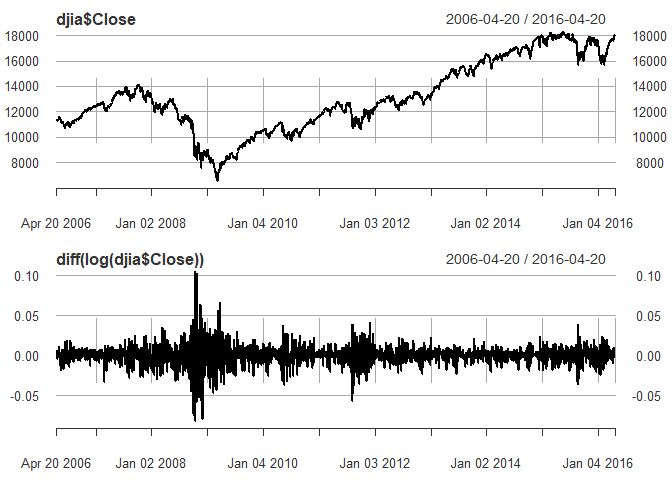 djia$Close 2006-04-20 / 2016-04-20
18000 18000
16000 16000
14000 14000
12000 12000
10000 10000
8000 8000
Apr 20 2006 Jan 02 2008 Jan 04 2010 Jan 03 2012 Jan 02 2014 Jan 04 2016
diff(log(djia$Close)) 2006-04-20 / 2016-04-20
0.10 0.10
0.05 0.05
0.00 0.00
-0.05 -0.05
Apr 20 2006 Jan 02 2008 Jan 04 2010 Jan 03 2012 Jan 02 2014 Jan 04 2016